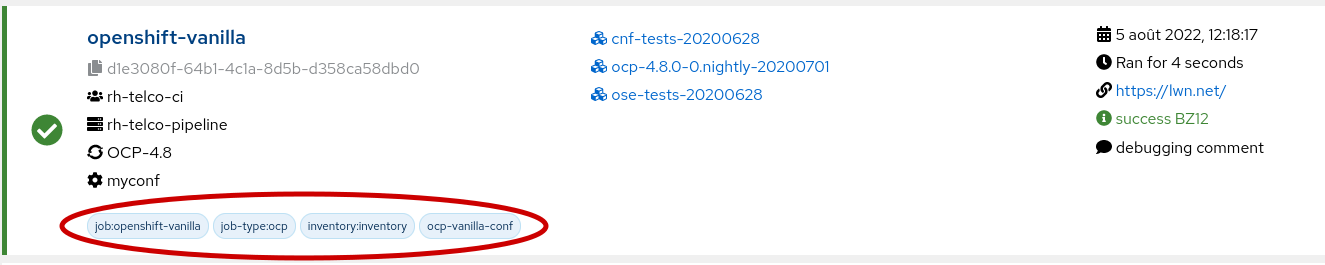 openshift-vanilla
d1e3080f-64b1-4c1a-8d5b-d358ca58dbd0
rh-telco-ci
rh-telco-pipeline
OCP-4.8
myconf
job:openshift-vanilla job-type:ocp inventory:inventory ocp-vanilla-conf
cnf-tests-20200628
ocp-4.8.0-0.nightly-20200701
ose-tests-20200628
5 août 2022, 12:18:17
Ran for 4 seconds
https://lwn.net/
success BZ12
debugging comment